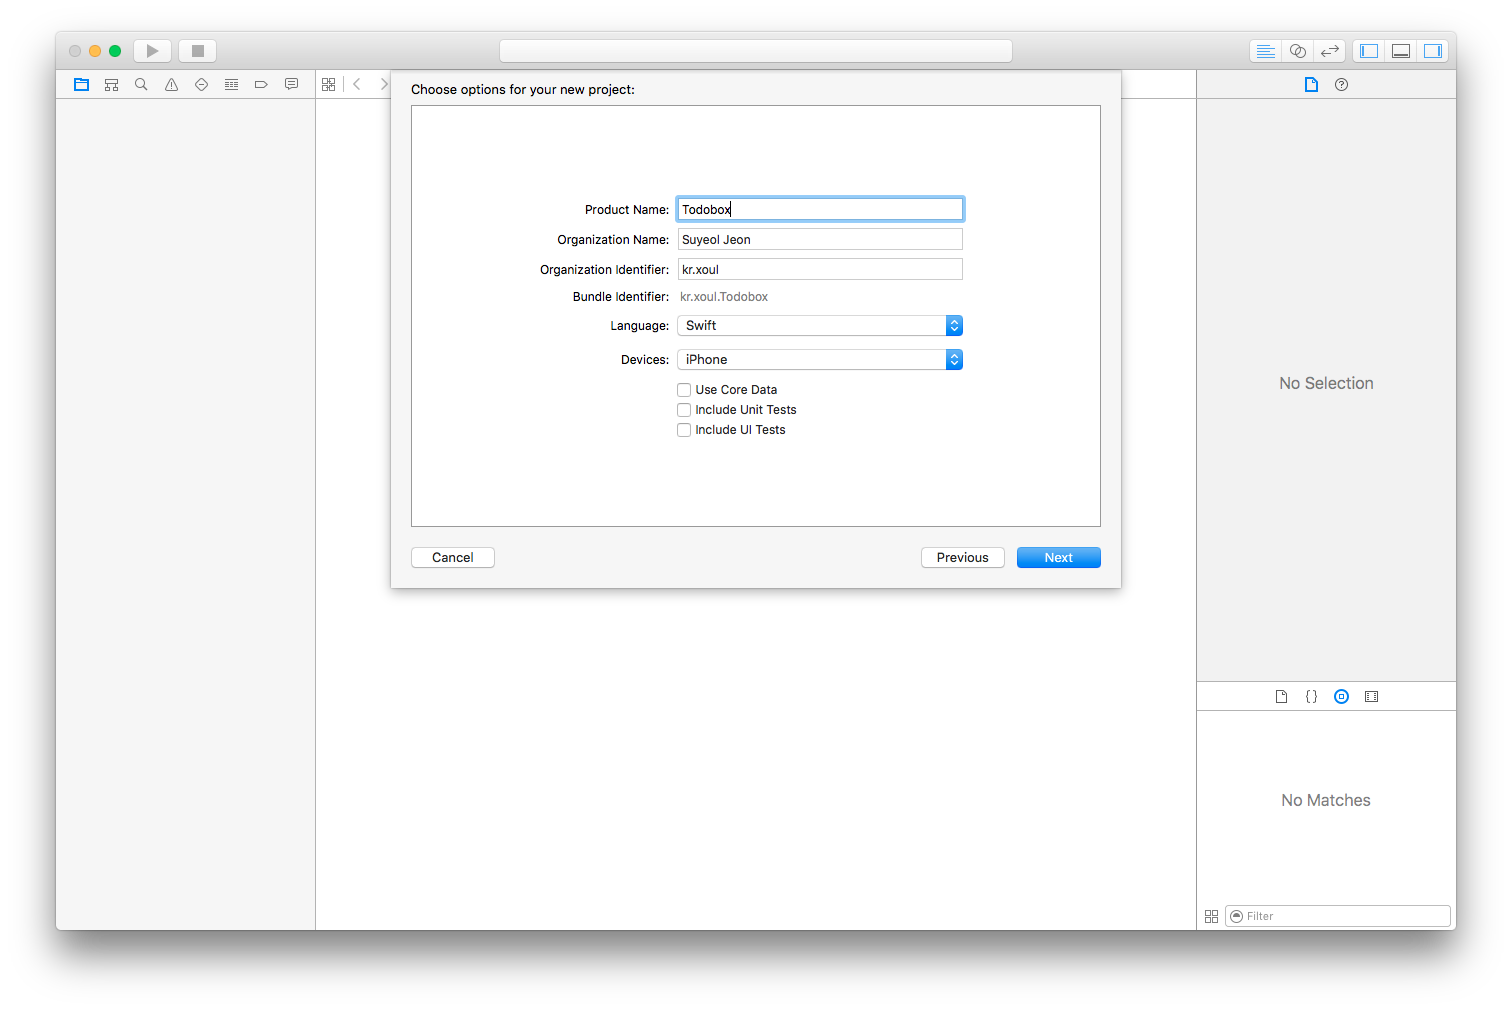 Choose options for your new project:
Product Name: Todobox
Organization Name: Suyeol Jeon
Organization Identifier: kr.xoul
Bundle Identifier: kr.xoul.Todobox
Language: Swift
Devices: iPhone
Use Core Data
Include Unit Tests
Include UI Tests
Cancel Previous Next
No Selection
No Matches
Filter